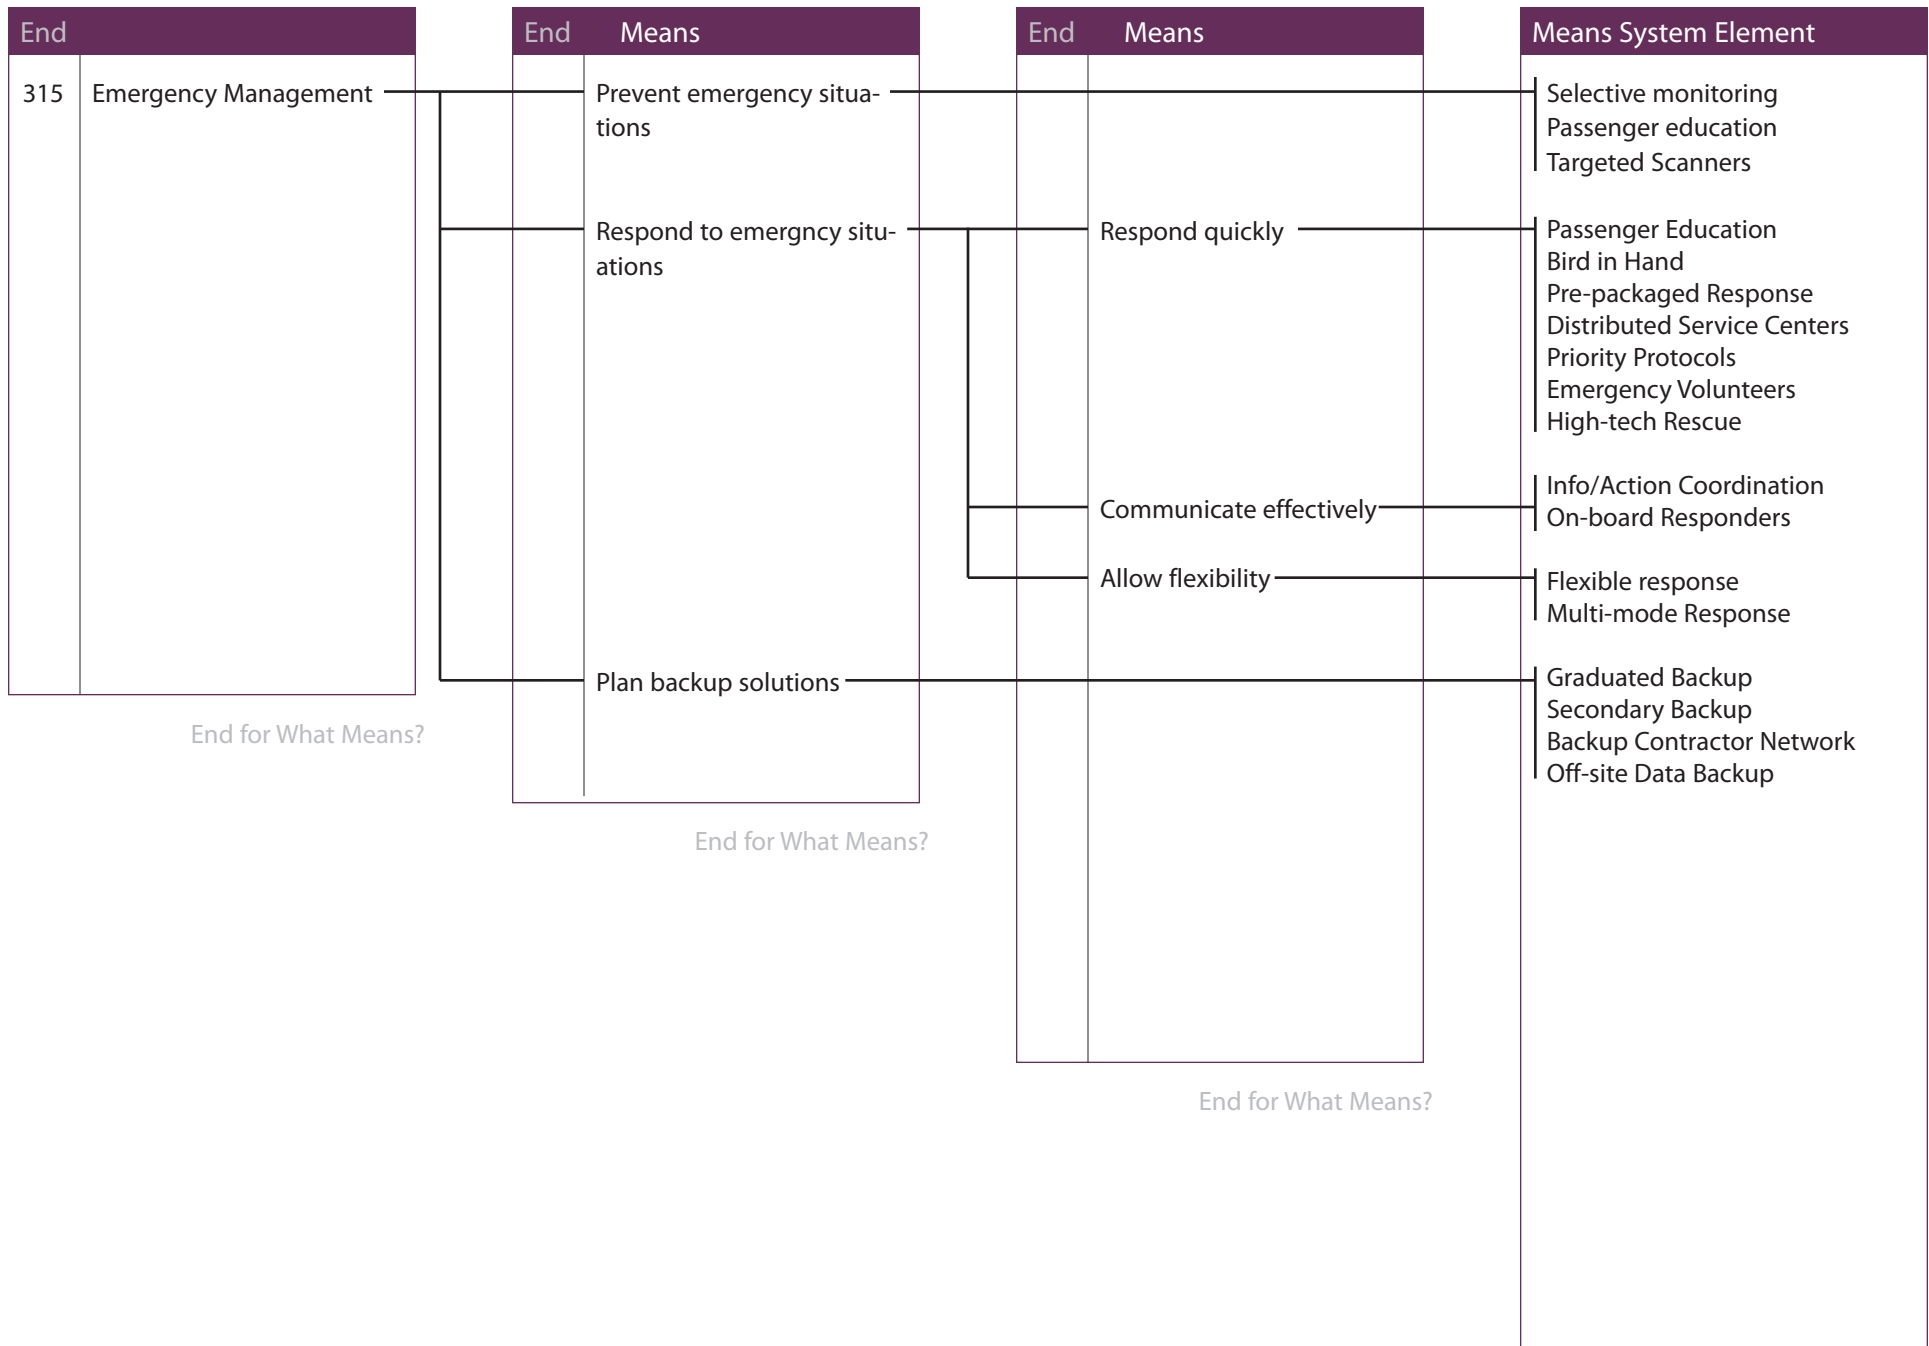 End
315 Emergency Management
End for What Means?
End Means
Prevent emergency situa-
tions
Respond to emergncy situ-
ations
Plan backup solutions
End for What Means?
End Means
Respond quickly
Communicate effectively
Allow flexibility
End for What Means?
Means System Element
Selective monitoring
Passenger education
Targeted Scanners
Passenger Education
Bird in Hand
Pre-packaged Response
Distributed Service Centers
Priority Protocols
Emergency Volunteers
High-tech Rescue
Info/Action Coordination
On-board Responders
Flexible response
Multi-mode Response
Graduated Backup
Secondary Backup
Backup Contractor Network
Off-site Data Backup